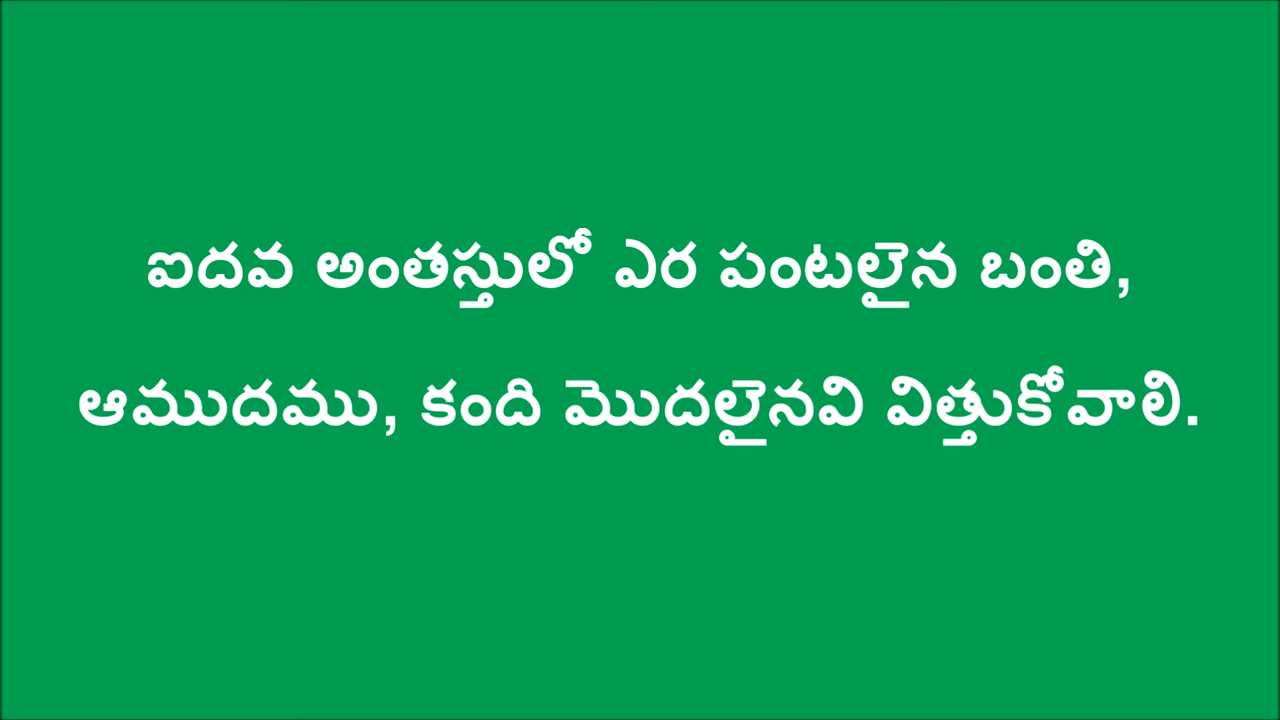 ఐదవ అంతస్తులో ఎర పంటలైన బంతి,
ఆముదము, కంది మొదలైనవి విత్తుకోవాలి.